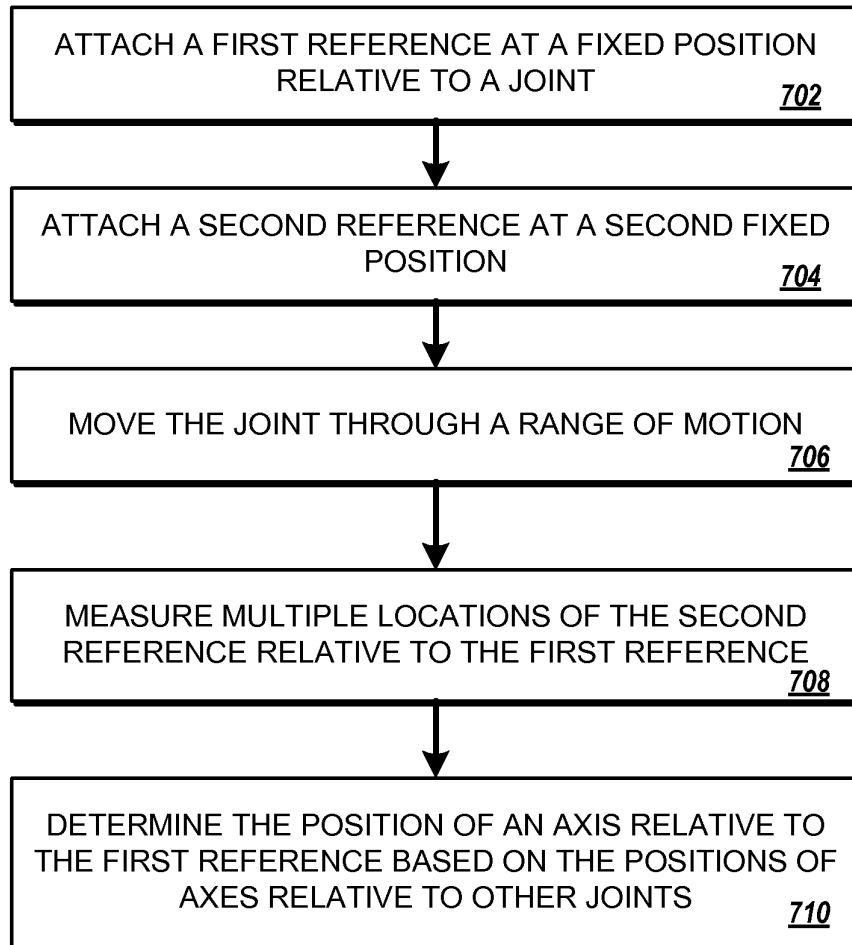 ATTACH A FIRST REFERENCE AT A FIXED POSITION
RELATIVE TO A JOINT
702
ATTACH A SECOND REFERENCE AT A SECOND FIXED
POSITION
704
MOVE THE JOINT THROUGH A RANGE OF MOTION
706
MEASURE MULTIPLE LOCATIONS OF THE SECOND
REFERENCE RELATIVE TO THE FIRST REFERENCE
708
DETERMINE THE POSITION OF AN AXIS RELATIVE TO
THE FIRST REFERENCE BASED ON THE POSITIONS OF
AXES RELATIVE TO OTHER JOINTS
710